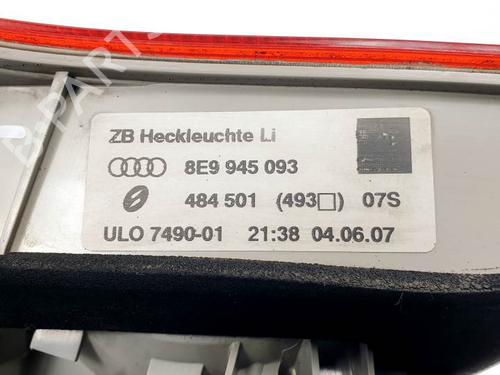 ZB Heckleuchte Li
8E9 945 093
484 501 (493□) 07S
ULO 7490-01 21:38 04.06.07